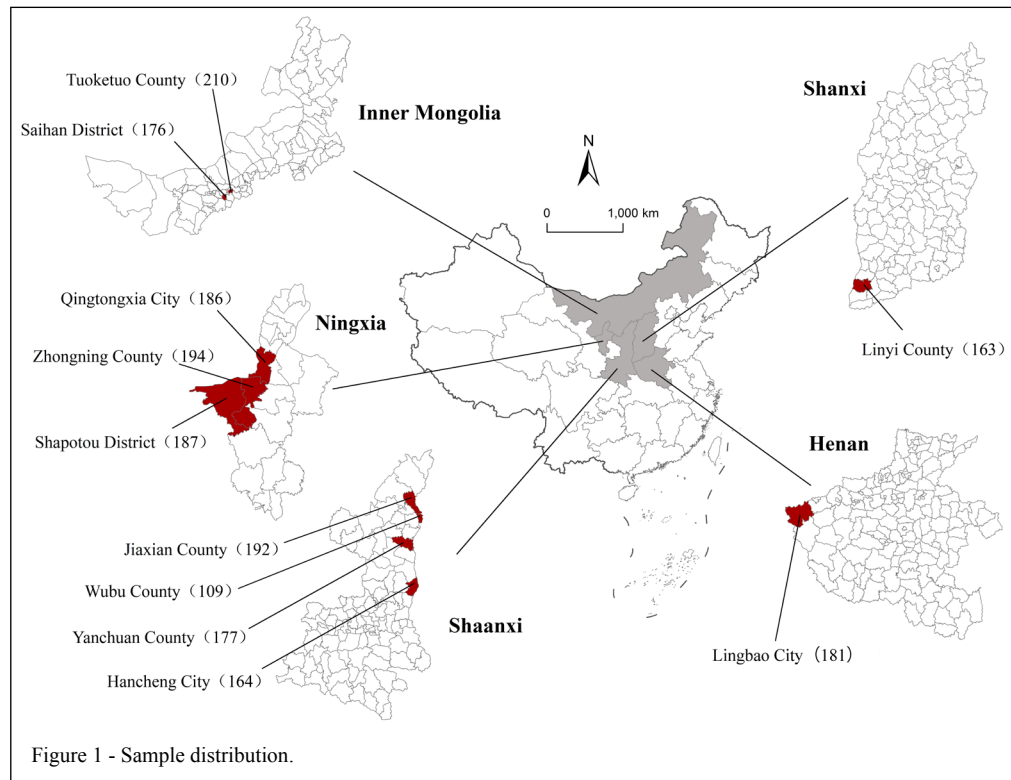 Tuoketuo County（210）
Saihan District（176）
Inner Mongolia
Shanxi
N
0 1,000 km
Linyi County（163）
Qingtongxia City（186）
Ningxia
Zhongning County（194）
Shapotou District（187）
Henan
Lingbao City（181）
Jiaxian County（192）
Wubu County（109）
Yanchuan County（177）
Shaanxi
Hancheng City（164）
Figure 1 - Sample distribution.